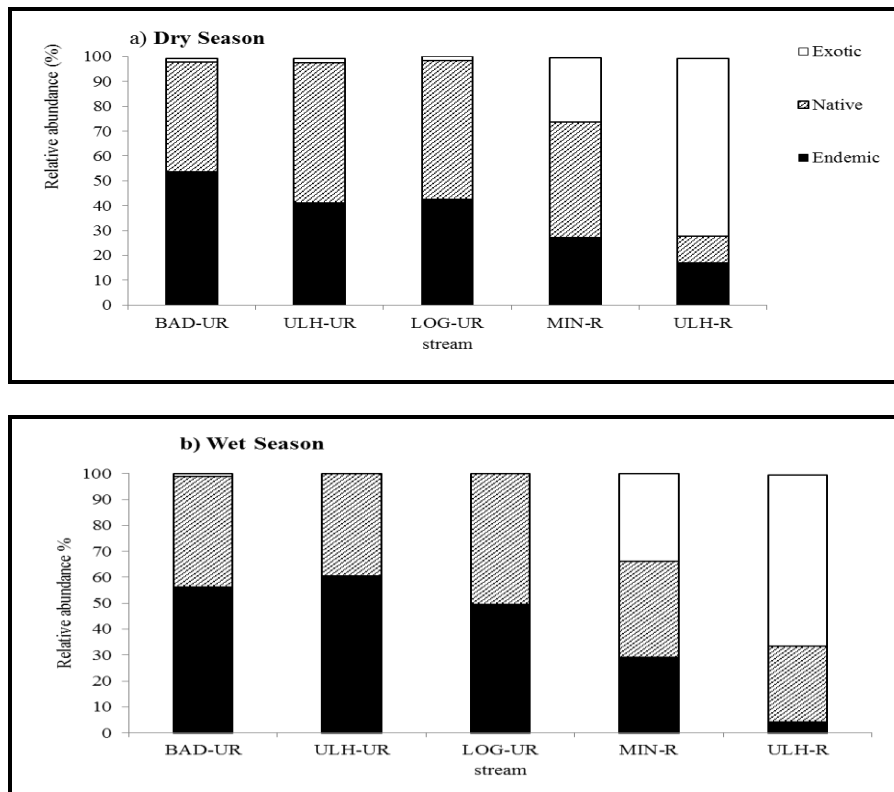 a) Dry Season
Relative abundance (%)
100
90
80
70
60
50
40
30
20
10
0
BAD-UR ULH-UR LOG-UR MIN-R ULH-R
stream
Exotic
Native
Endemic
b) Wet Season
Relative abundance %
100
90
80
70
60
50
40
30
20
10
0
BAD-UR ULH-UR LOG-UR MIN-R ULH-R
stream